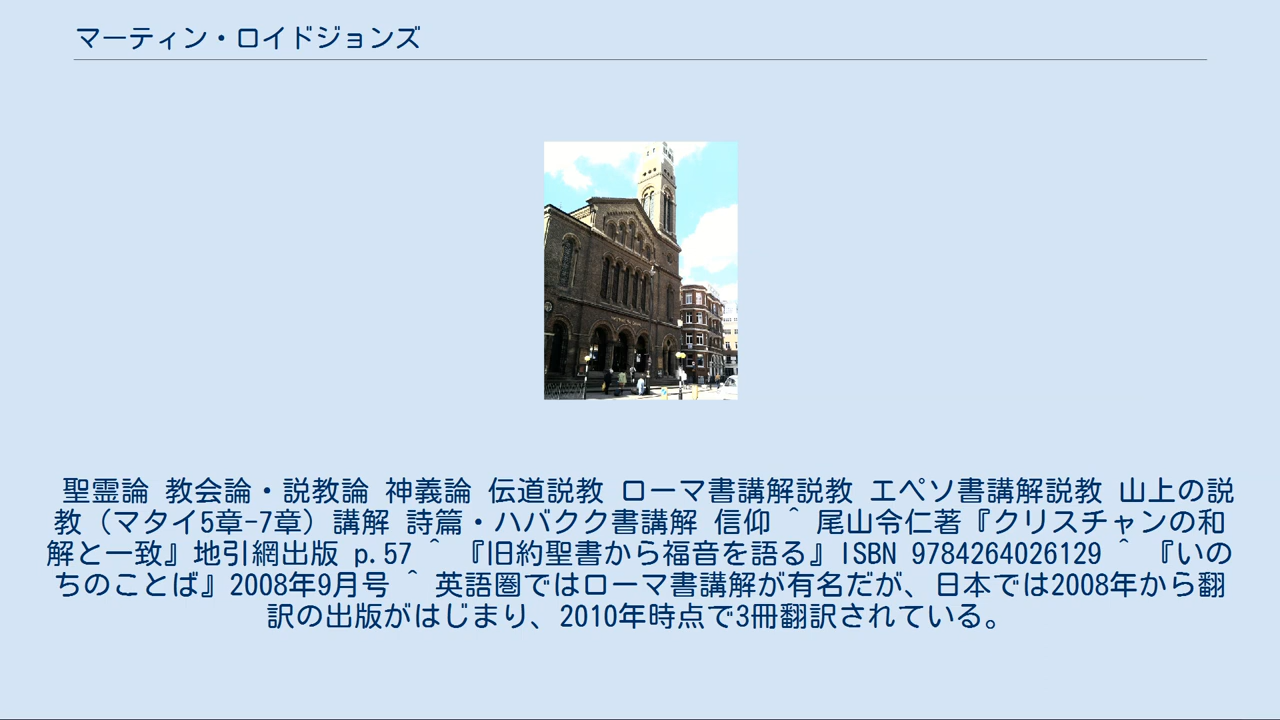 マーティン・ロイドジョンズ
聖霊論 教会論・説教論 神義論 伝道説教 ローマ書講解説教 エペソ書講解説教 山上の説
教（マタイ5章-7章）講解 詩篇・ハバクク書講解 信仰 ^ 尾山令仁著『クリスチャンの和
解と一致』地引網出版 p.57 ^ 『旧約聖書から福音を語る』ISBN 9784264026129 ^ 『いの
ちのことば』2008年9月号 ^ 英語圏ではローマ書講解が有名だが、日本では2008年から翻
訳の出版がはじまり、2010年時点で3冊翻訳されている。